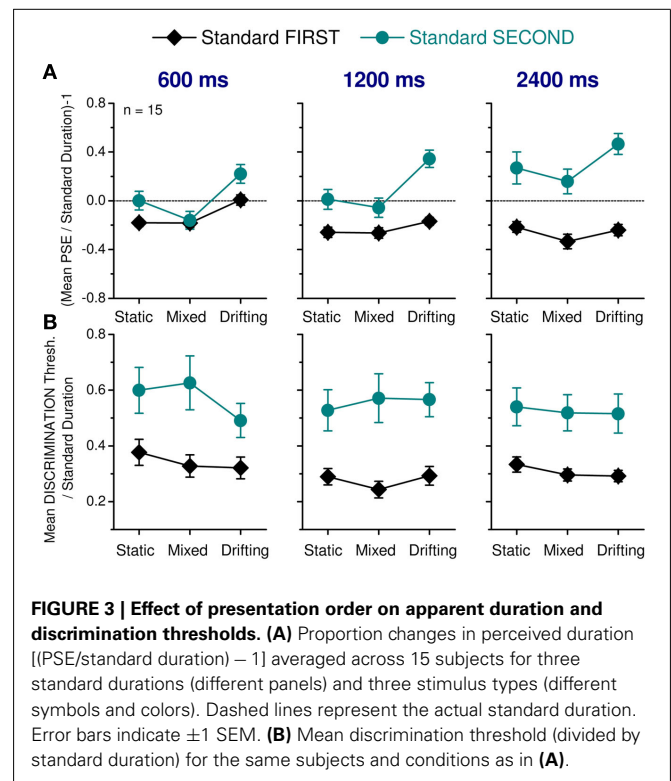 Standard FIRST Standard SECOND
A
600 ms 1200 ms 2400 ms
(Mean PSE / Standard Duration)-1
n = 15
0.8
0.4
0.0
-0.4
-0.8
Static Mixed Drifting Static Mixed Drifting Static Mixed Drifting
B
Mean DISCRIMINATION Thresh.
/ Standard Duration
0.8
0.6
0.4
0.2
Static Mixed Drifting Static Mixed Drifting Static Mixed Drifting
FIGURE 3 | Effect of presentation order on apparent duration and
discrimination thresholds. (A) Proportion changes in perceived duration
[(PSE/standard duration) − 1] averaged across 15 subjects for three
standard durations (different panels) and three stimulus types (different
symbols and colors). Dashed lines represent the actual standard duration.
Error bars indicate ±1 SEM. (B) Mean discrimination threshold (divided by
standard duration) for the same subjects and conditions as in (A).